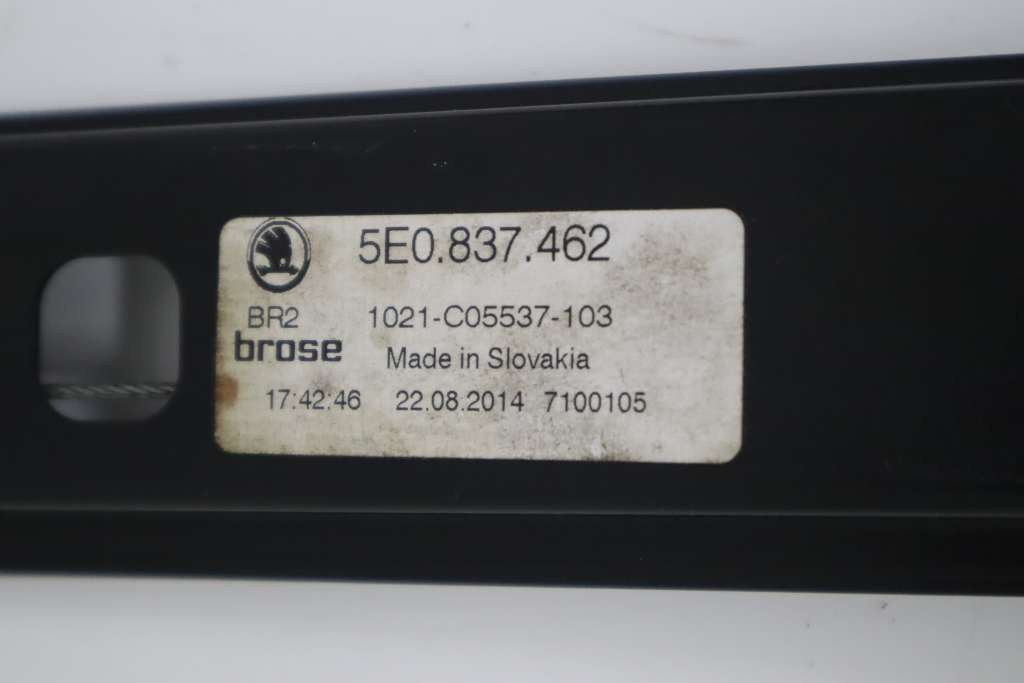 5E0.837.462
BR2 1021-C05537-103
brose Made in Slovakia
17:42:46 22.08.2014 7100105